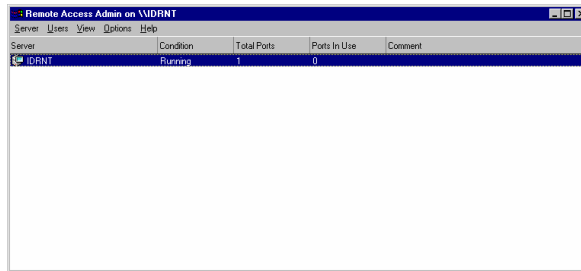 Remote Access Admin on \\IDRNT
Server Users View Options Help
Server Condition Total Ports Ports In Use Comment
IDRNT Running 1 0